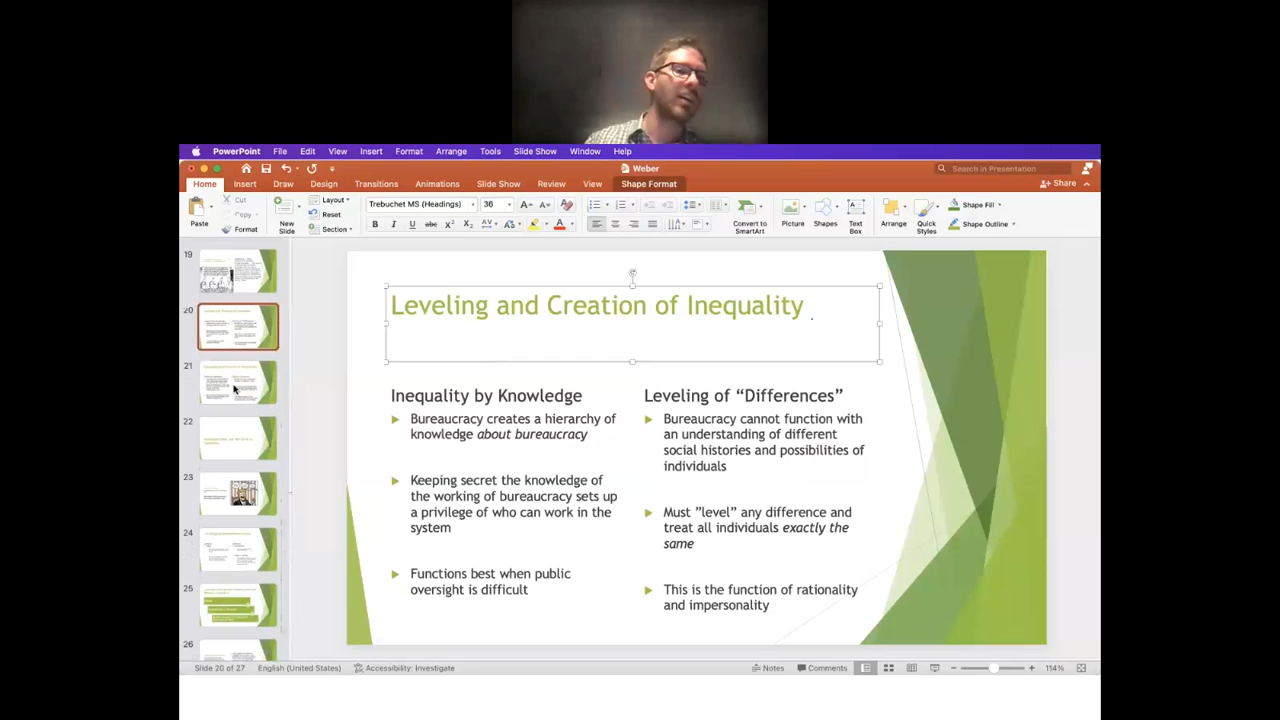 PowerPoint File Edit View Insert Format Arrange Tools Slide Show Window Help
Weber
Search in Presentation
Home Insert Draw Design Transitions Animations Slide Show Review View Shape Format
Share
Paste
Cut
Copy
Format
New Slide
Layout
Reset
Section
Trebuchet MS (Headings) 36
Convert to SmartArt
Picture
Shapes
Text Box
Arrange
Quick Styles
Shape Fill
Shape Outline
19
20
21
22
23
24
25
26
Leveling and Creation of Inequality
Inequality by Knowledge
Bureaucracy creates a hierarchy of
knowledge about bureaucracy
Keeping secret the knowledge of
the working of bureaucracy sets up
a privilege of who can work in the
system
Functions best when public
oversight is difficult
Leveling of “Differences”
Bureaucracy cannot function with
an understanding of different
social histories and possibilities of
individuals
Must ”level” any difference and
treat all individuals exactly the
same
This is the function of rationality
and impersonality
Slide 20 of 27 English (United States) Accessibility: Investigate
Notes Comments 114%